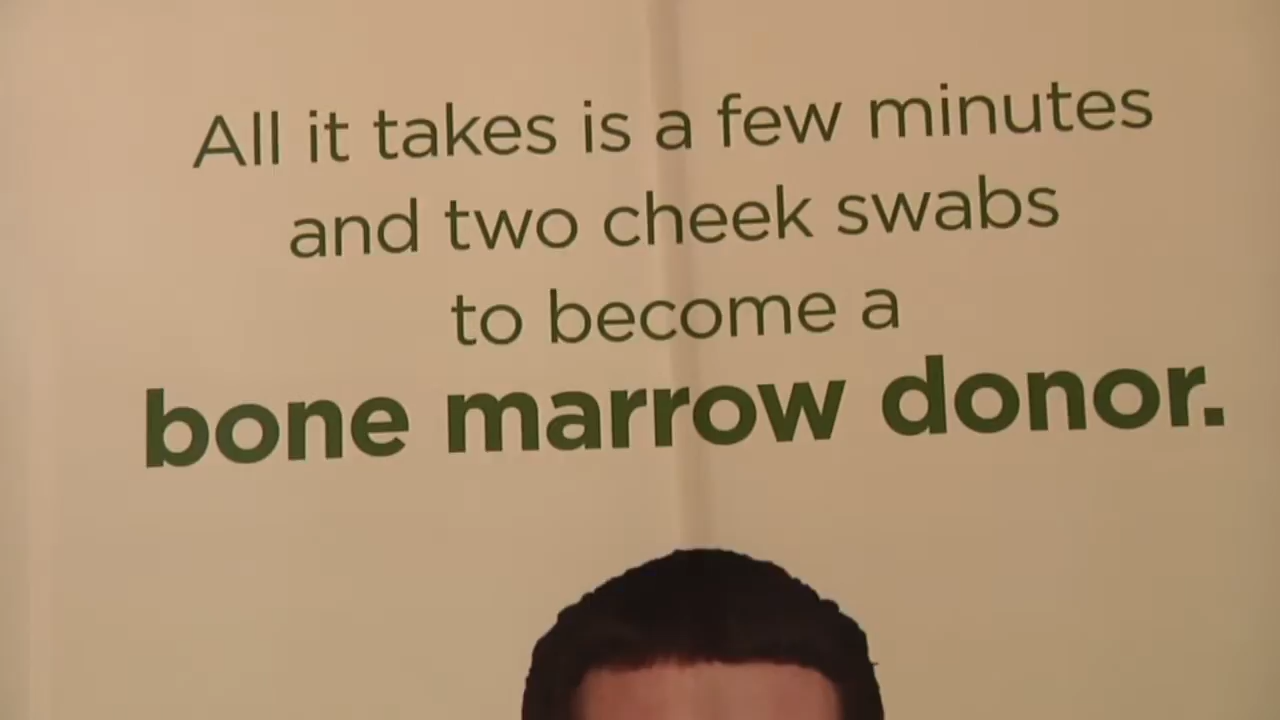 All it takes is a few minutes
and two cheek swabs
to become a
bone marrow donor.